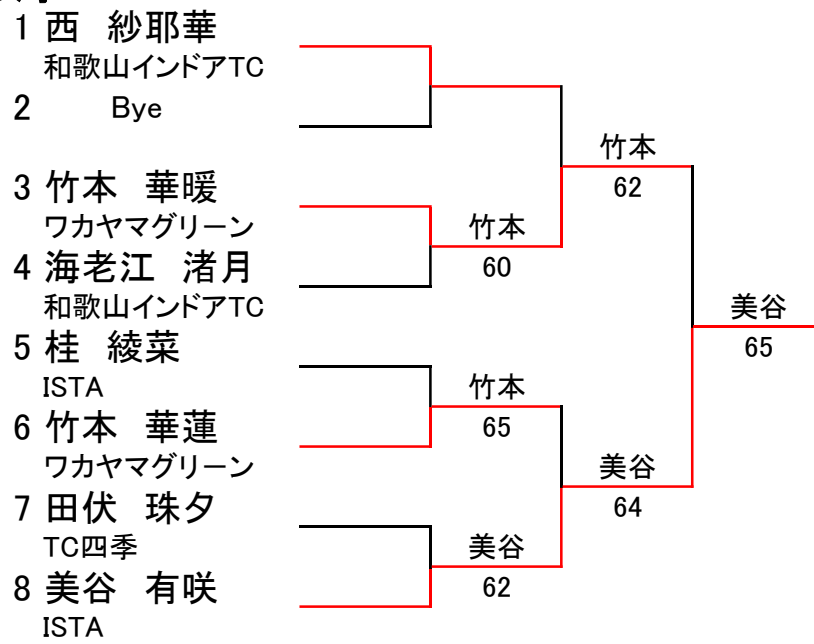 1 西 紗耶華
和歌山インドアTC
2 Bye
3 竹本 華暖
ワカヤマグリーン
4 海老江 渚月
和歌山インドアTC
5 桂 綾菜
ISTA
6 竹本 華蓮
ワカヤマグリーン
7 田伏 珠夕
TC四季
8 美谷 有咲
ISTA
竹本
60
竹本
65
美谷
62
竹本
62
美谷
64
美谷
65